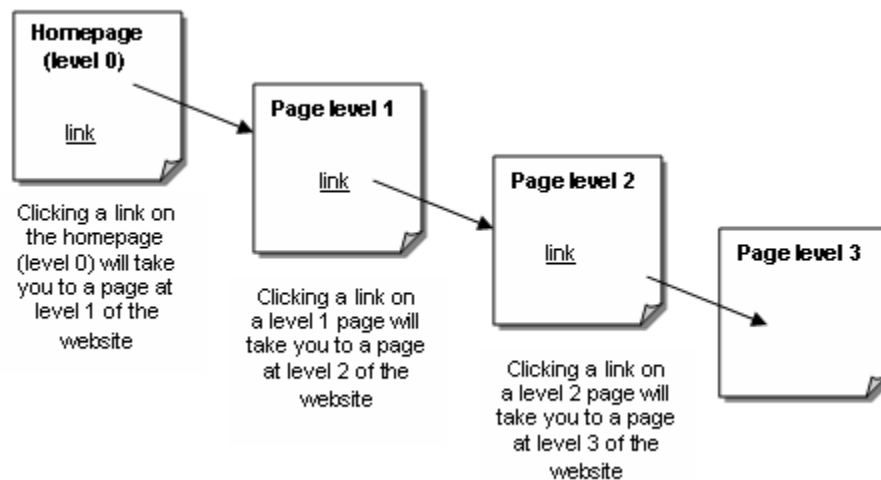 Homepage
(level 0)
link
Clicking a link on
the homepage
(level 0) will take
you to a page at
level 1 of the
website
Page level 1
link
Clicking a link on
a level 1 page will
take you to a page
at level 2 of the
website
Page level 2
link
Clicking a link on
a level 2 page will
take you to a page
at level 3 of the
website
Page level 3